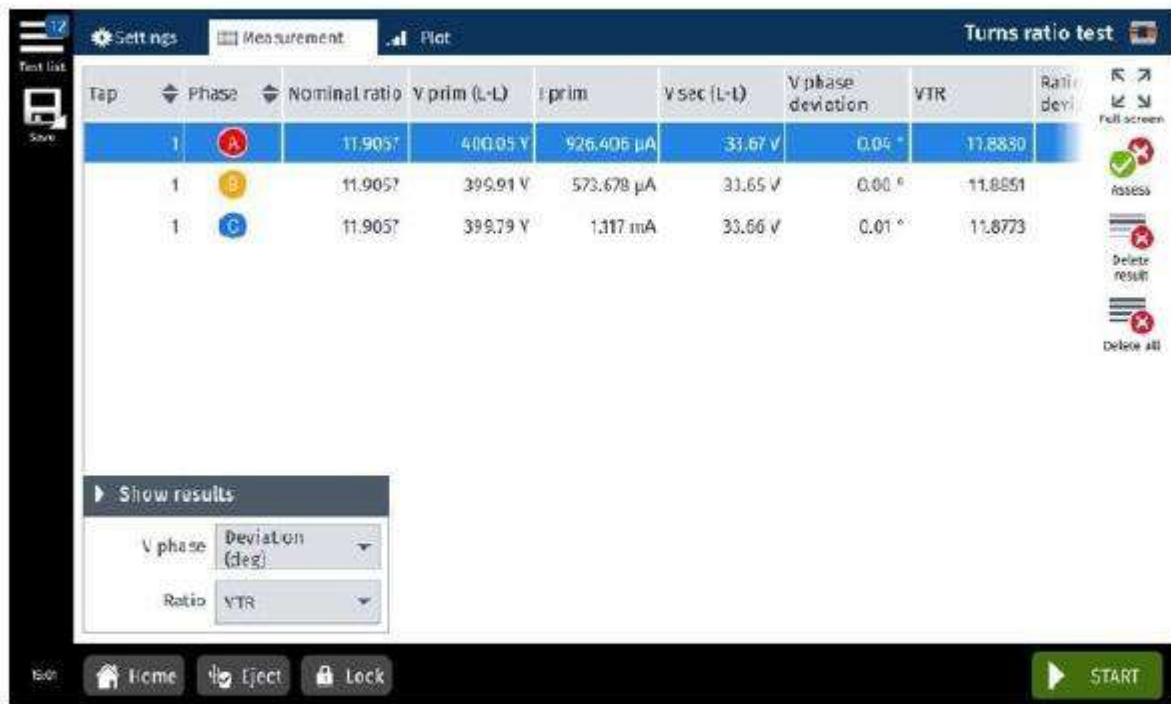 12
Settings Measurement Plot Turns ratio test
Test list
Save
Tap Phase Nominal ratio V prim (L-L) I prim V sec (L-L) V phase deviation VTR
Full screen
1 A 11.9057 400.05 V 926.406 µA 33.67 V 0.04 ° 11.8830
1 B 11.9057 399.91 V 573.678 µA 33.65 V 0.00 ° 11.8851
1 C 11.9057 399.79 V 1.117 mA 33.66 V 0.01 ° 11.8773
Assess
Delete result
Delete all
Show results
V phase Deviation (deg)
Ratio VTR
Home Eject Lock START